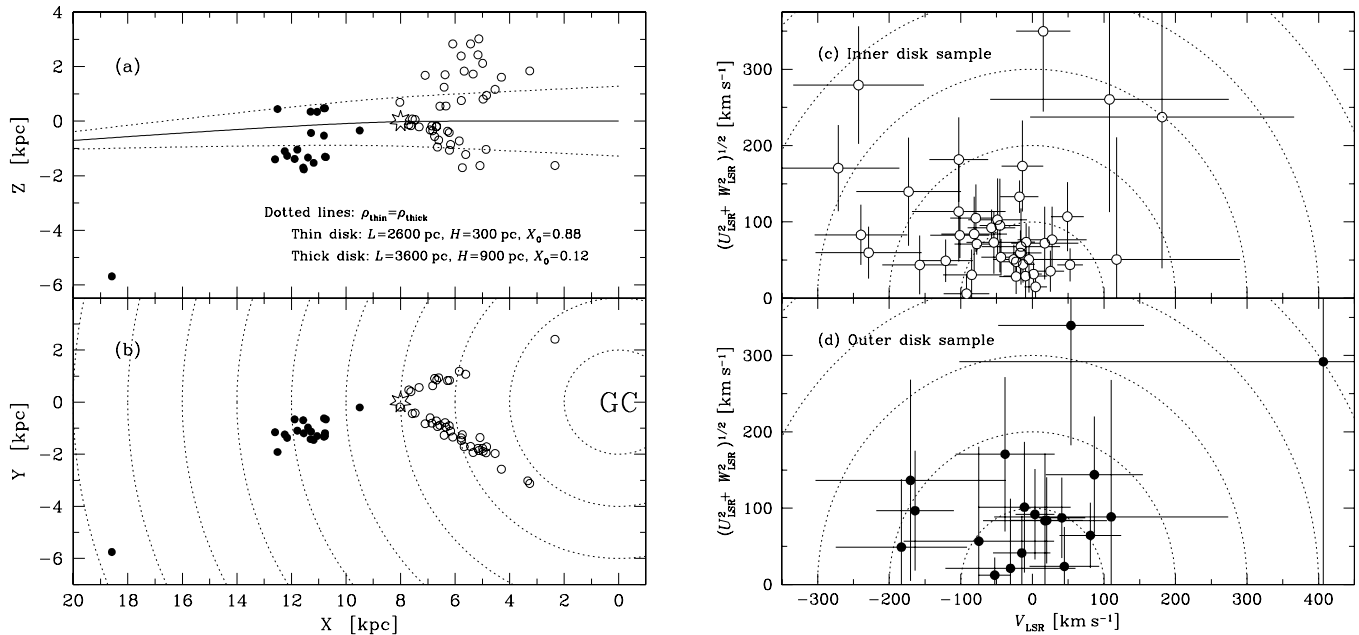 4
2
0
−2
−4
−6
Z [kpc]
(a)
Dotted lines: ρthin=ρthick
Thin disk: L=2600 pc, H=300 pc, X0=0.88
Thick disk: L=3600 pc, H=900 pc, X0=0.12
2
0
−2
−4
−6
Y [kpc]
(b)
GC
20 18 16 14 12 10 8 6 4 2 0
X [kpc]
300
200
100
0
(U²LSR+ W²LSR)1/2 [km s−1]
(c) Inner disk sample
300
200
100
0
(U²LSR+ W²LSR)1/2 [km s−1]
(d) Outer disk sample
−300 −200 −100 0 100 200 300 400
VLSR [km s−1]